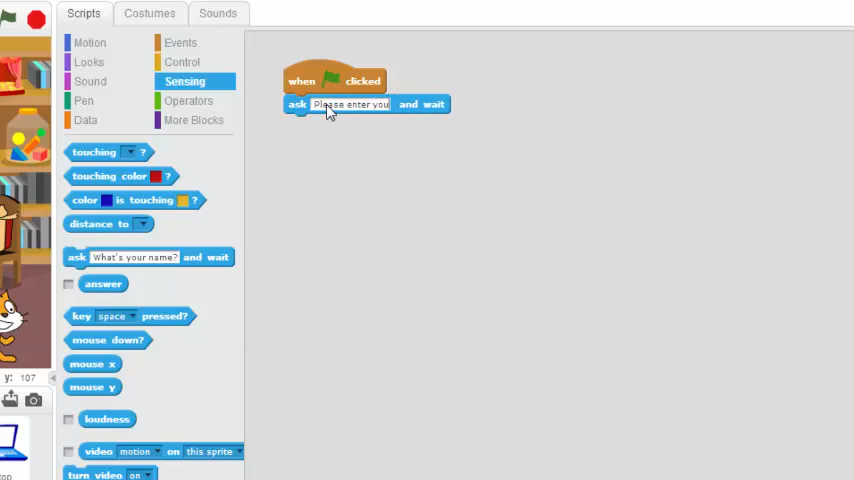 Scripts
Costumes
Sounds
Motion
Events
Looks
Control
Sound
Sensing
Pen
Operators
Data
More Blocks
touching ?
touching color ?
color is touching ?
distance to
ask What's your name? and wait
answer
key space pressed?
mouse down?
mouse x
mouse y
loudness
video motion on this sprite
turn video on
when clicked
ask Please enter you and wait
y: 107